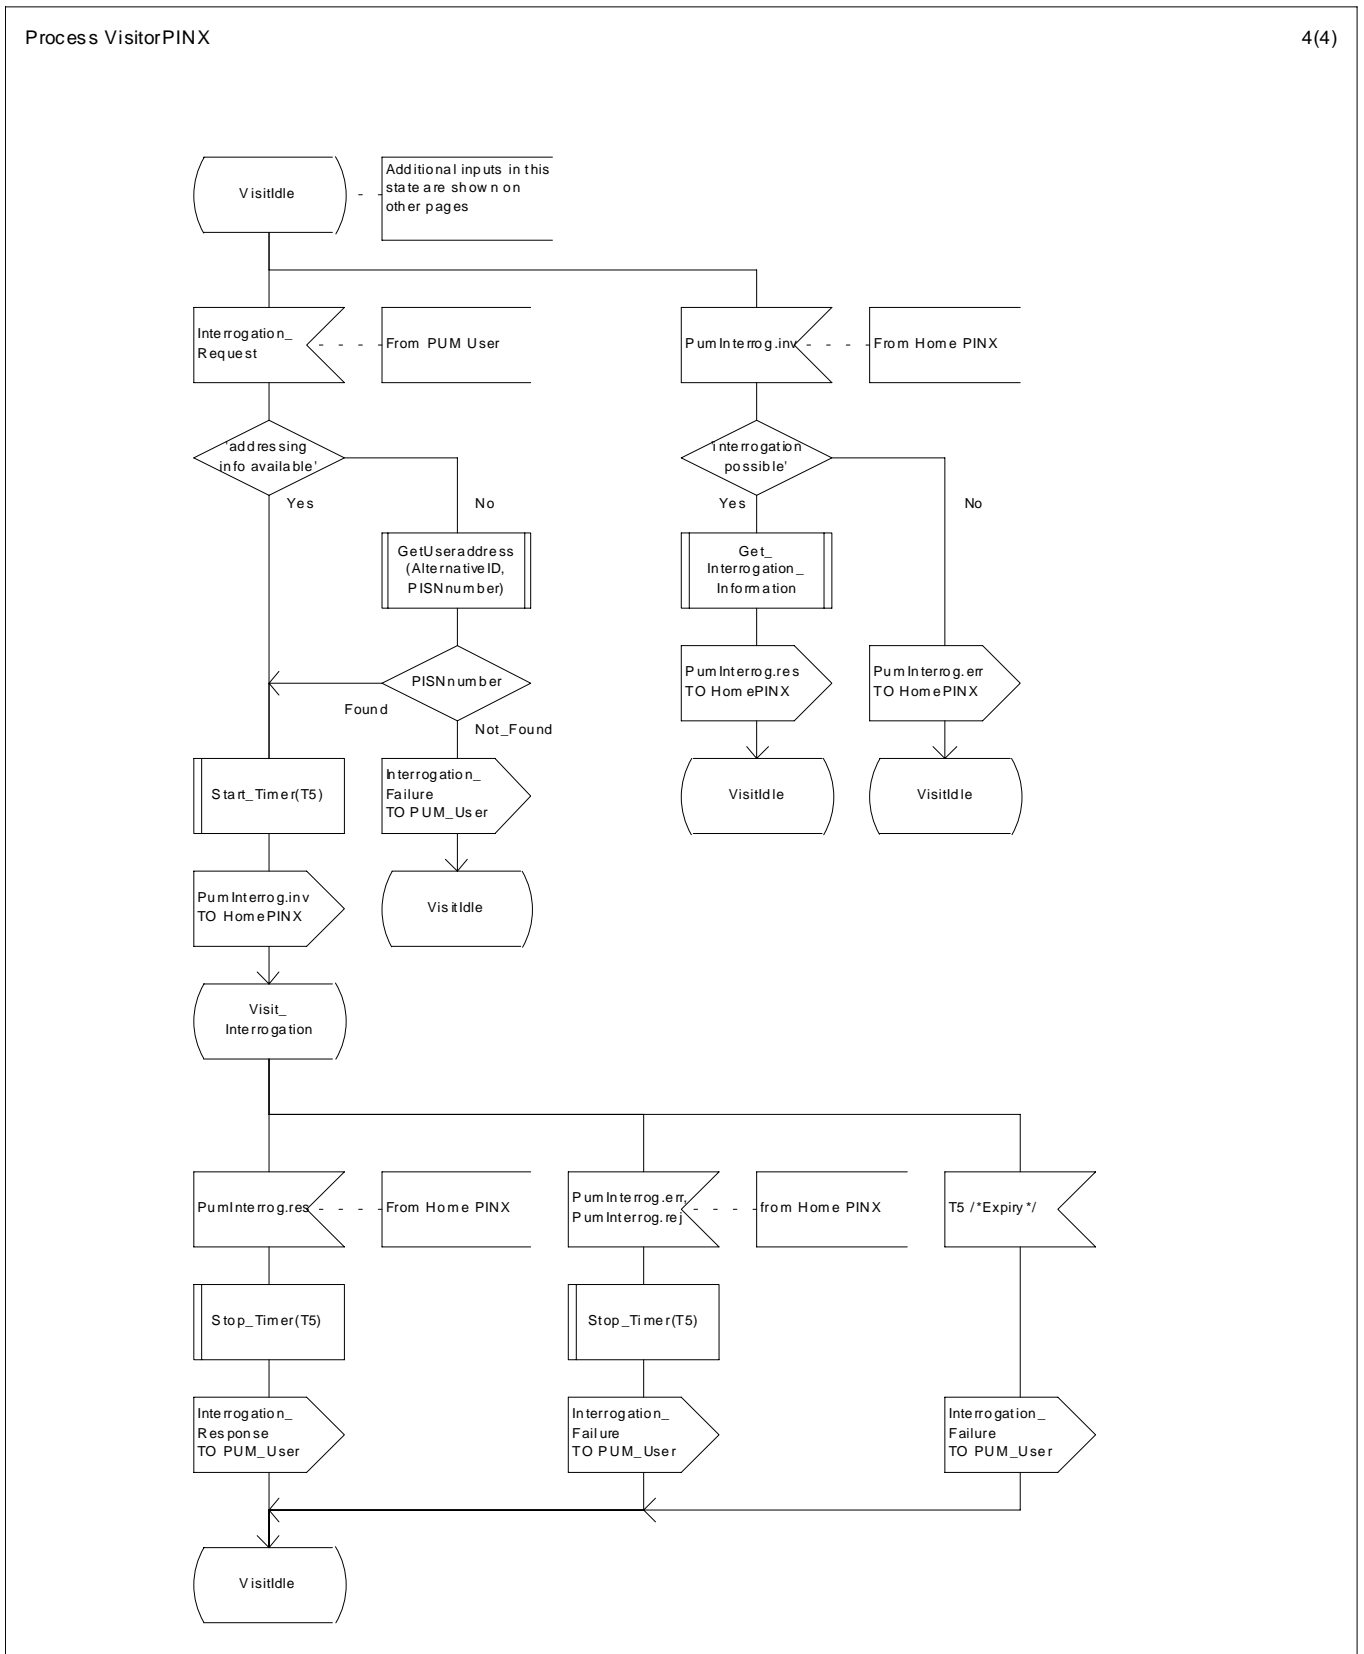 Process VisitorPINX
4(4)
VisitIdle
Additional inputs in this
state are shown on
other pages
Interrogation_
Request
From PUM User
PumInterrog.inv
From Home PINX
'addressing
info available'
Yes
No
'interrogation
possible'
Yes
No
GetUseraddress
(AlternativeID,
PISNnumber)
Get_
Interrogation_
Information
PISNnumber
Found
Not_Found
PumInterrog.res
TO HomePINX
PumInterrog.err
TO HomePINX
Start_Timer(T5)
Interrogation_
Failure
TO PUM_User
VisitIdle
VisitIdle
PumInterrog.inv
TO HomePINX
VisitIdle
Visit_
Interrogation
PumInterrog.res
From Home PINX
PumInterrog.err,
PumInterrog.rej
from Home PINX
T5 /*Expiry*/
Stop_Timer(T5)
Stop_Timer(T5)
Interrogation_
Response
TO PUM_User
Interrogation_
Failure
TO PUM_User
Interrogation_
Failure
TO PUM_User
VisitIdle